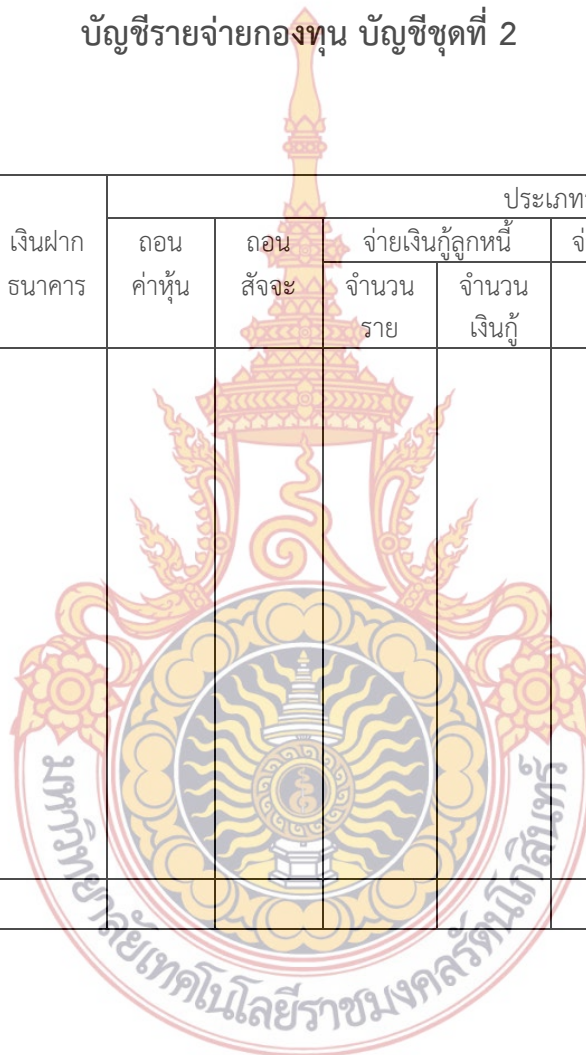 บัญชีรายจ่ายกองทุน บัญชีชุดที่ 2
ประเภท
เงินฝาก ถอน ถอน จ่ายเงินกู้ลูกหนี้ จ่
ธนาคาร ค่าหุ้น สัจจะ จำนวน จำนวน
ราย เงินกู้
มหาวิทยาลัยเทคโนโลยีราชมงคลรัตนโกสินทร์